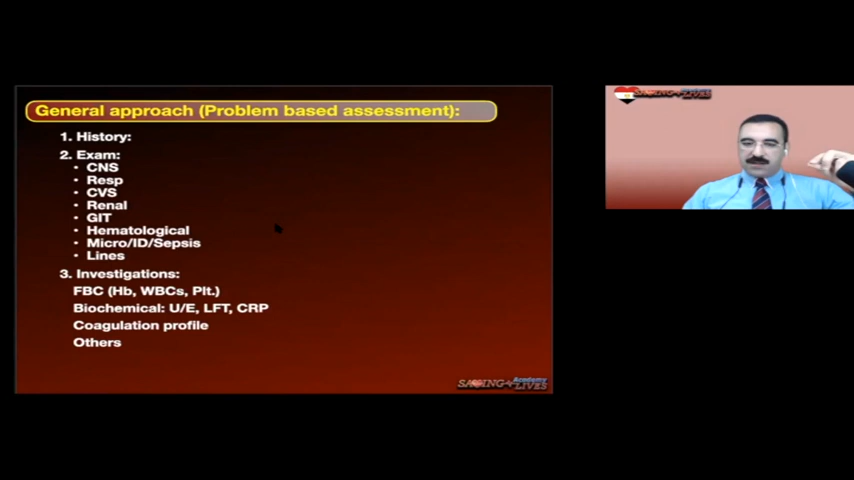 General approach (Problem based assessment):
1. History:
2. Exam:
• CNS
• Resp
• CVS
• Renal
• GIT
• Hematological
• Micro/ID/Sepsis
• Lines
3. Investigations:
FBC (Hb, WBCs, Plt.)
Biochemical: U/E, LFT, CRP
Coagulation profile
Others
SAVING Academy LIVES